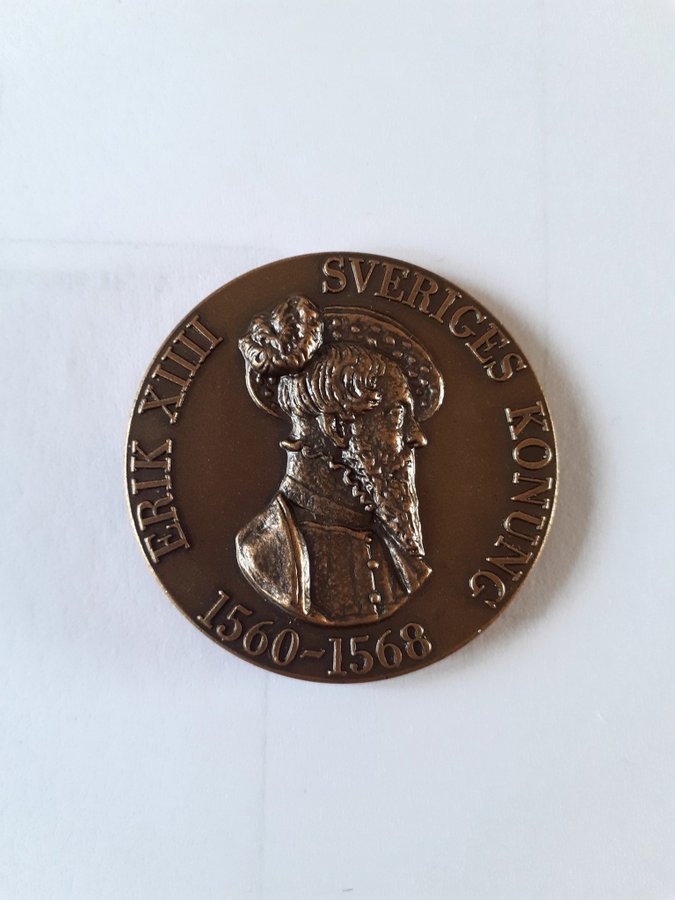 ERIK XIIII
SVERIGES KONUNG
1560-1568